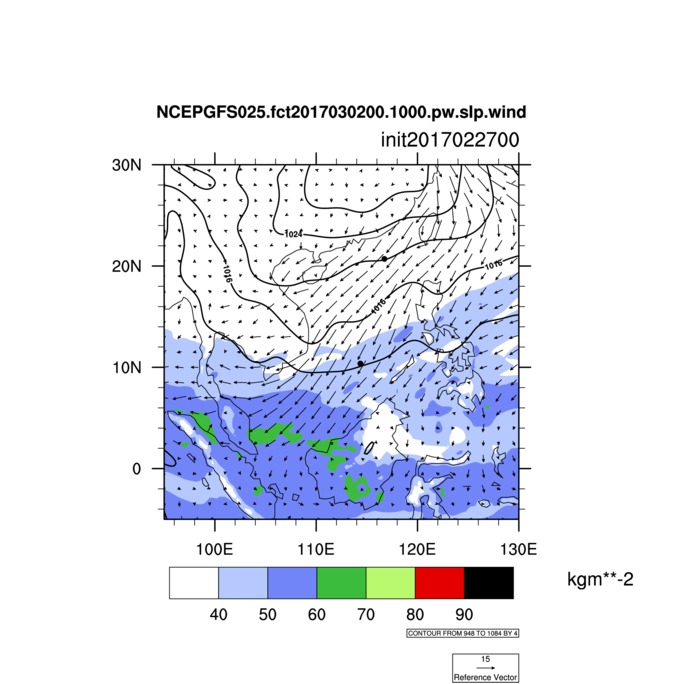 NCEPGFS025.fct2017030200.1000.pw.slp.wind
init2017022700
30N
1024
20N
1016
1016
1016
10N
0
100E 110E 120E 130E
kgm**-2
40 50 60 70 80 90
CONTOUR FROM 948 TO 1084 BY 4
15
Reference Vector